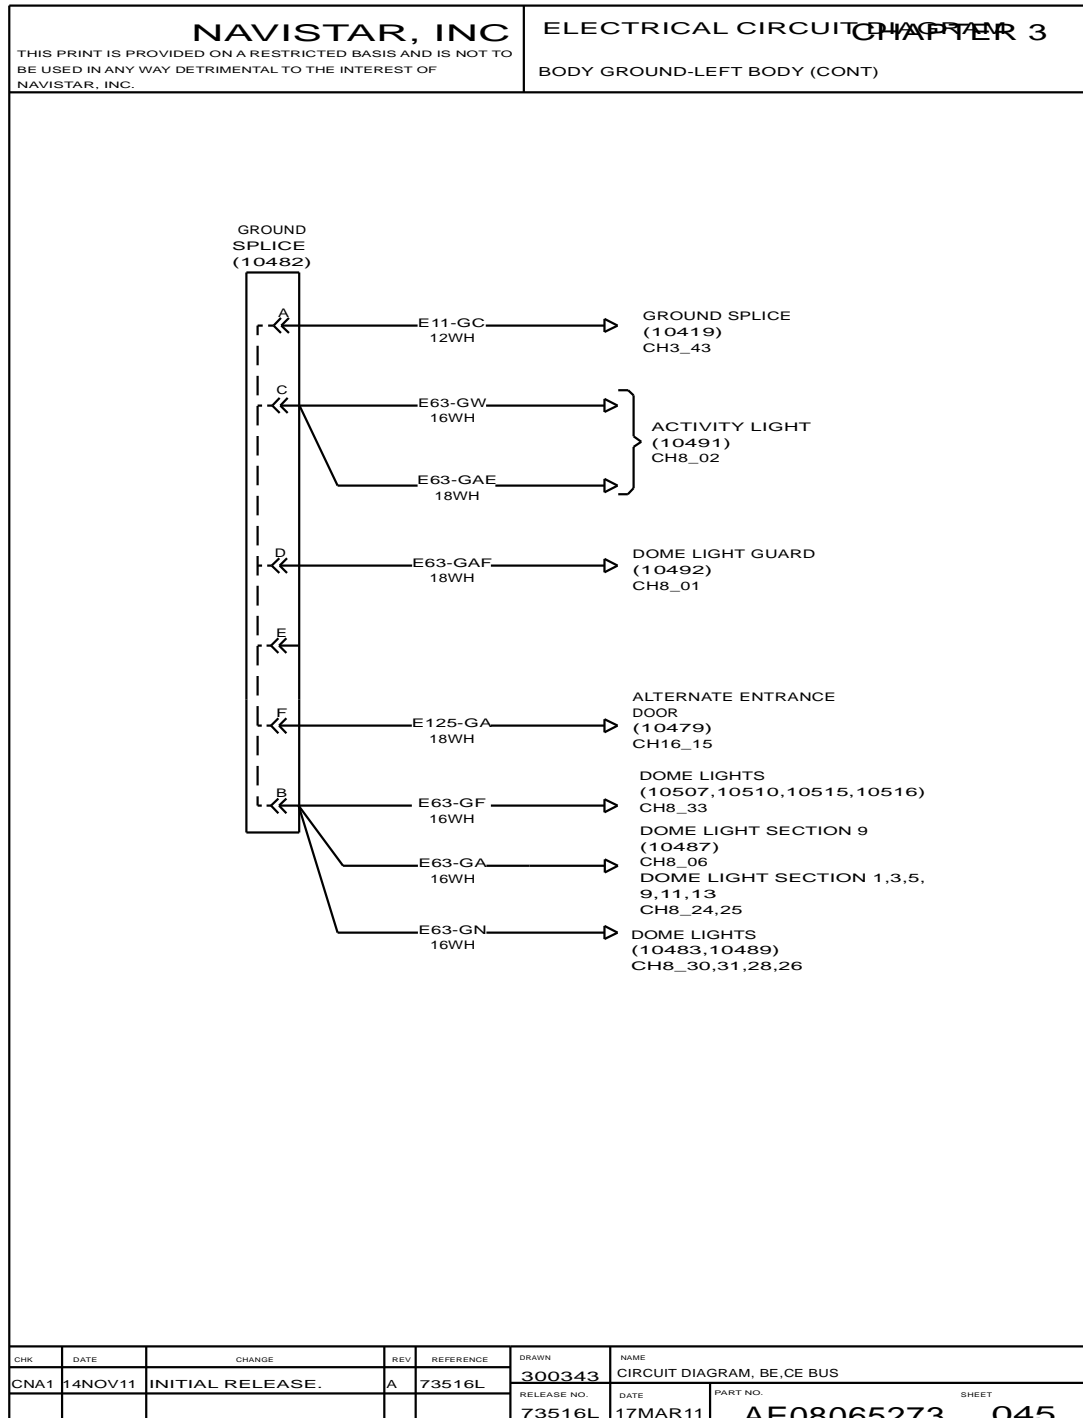 NAVISTAR, INC
THIS PRINT IS PROVIDED ON A RESTRICTED BASIS AND IS NOT TO
BE USED IN ANY WAY DETRIMENTAL TO THE INTEREST OF
NAVISTAR, INC.
ELECTRICAL CIRCUIT DIAGRAM
CHAPTER 3
BODY GROUND-LEFT BODY (CONT)
GROUND
SPLICE
(10482)
A
E11-GC
12WH
GROUND SPLICE
(10419)
CH3_43
C
E63-GW
16WH
E63-GAE
18WH
ACTIVITY LIGHT
(10491)
CH8_02
D
E63-GAF
18WH
DOME LIGHT GUARD
(10492)
CH8_01
E
F
E125-GA
18WH
ALTERNATE ENTRANCE
DOOR
(10479)
CH16_15
B
E63-GF
16WH
DOME LIGHTS
(10507,10510,10515,10516)
CH8_33
E63-GA
16WH
DOME LIGHT SECTION 9
(10487)
CH8_06
DOME LIGHT SECTION 1,3,5,
9,11,13
CH8_24,25
E63-GN
16WH
DOME LIGHTS
(10483,10489)
CH8_30,31,28,26
CHK DATE CHANGE REV REFERENCE
CNA1 14NOV11 INITIAL RELEASE. A 73516L
DRAWN
300343
NAME
CIRCUIT DIAGRAM, BE,CE BUS
RELEASE NO. DATE PART NO. SHEET
73516L 17MAR11 AE08065273 045